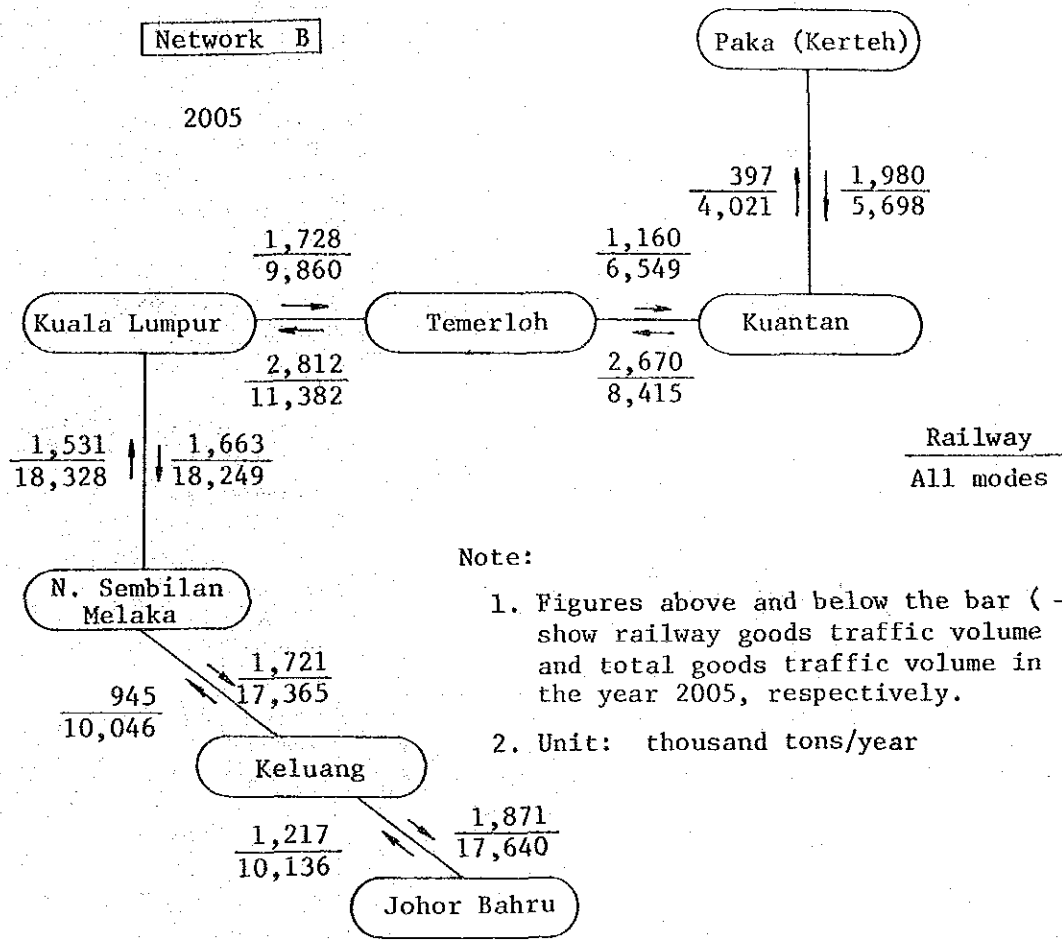 Network B
2005
Paka (Kerteh)
397
4,021
1,980
5,698
1,728
9,860
1,160
6,549
Kuala Lumpur
Temerloh
Kuantan
2,812
11,382
2,670
8,415
1,531
18,328
1,663
18,249
Railway
All modes
N. Sembilan
Melaka
Note:
1. Figures above and below the bar ( -
show railway goods traffic volume
and total goods traffic volume in
the year 2005, respectively.
2. Unit: thousand tons/year
1,721
17,365
945
10,046
Keluang
1,871
17,640
1,217
10,136
Johor Bahru